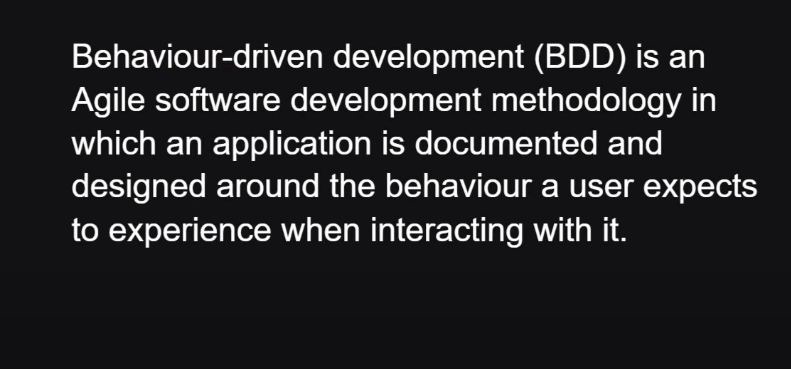 Behaviour-driven development (BDD) is an
Agile software development methodology in
which an application is documented and
designed around the behaviour a user expects
to experience when interacting with it.